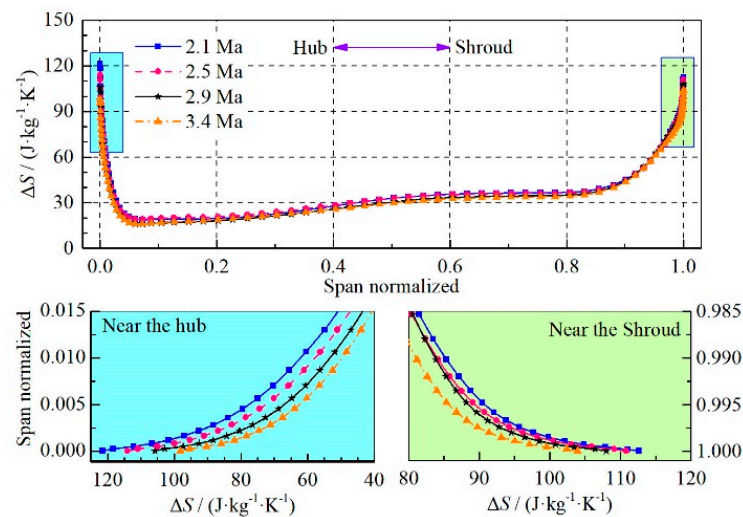 150
120
90
60
30
0
ΔS / (J·kg⁻¹·K⁻¹)
2.1 Ma
2.5 Ma
2.9 Ma
3.4 Ma
Hub
Shroud
0.0 0.2 0.4 0.6 0.8 1.0
Span normalized
0.015
0.010
0.005
0.000
Span normalized
Near the hub
120 100 80 60 40
ΔS / (J·kg⁻¹·K⁻¹)
Near the Shroud
0.985
0.990
0.995
1.000
80 90 100 110 120
ΔS / (J·kg⁻¹·K⁻¹)